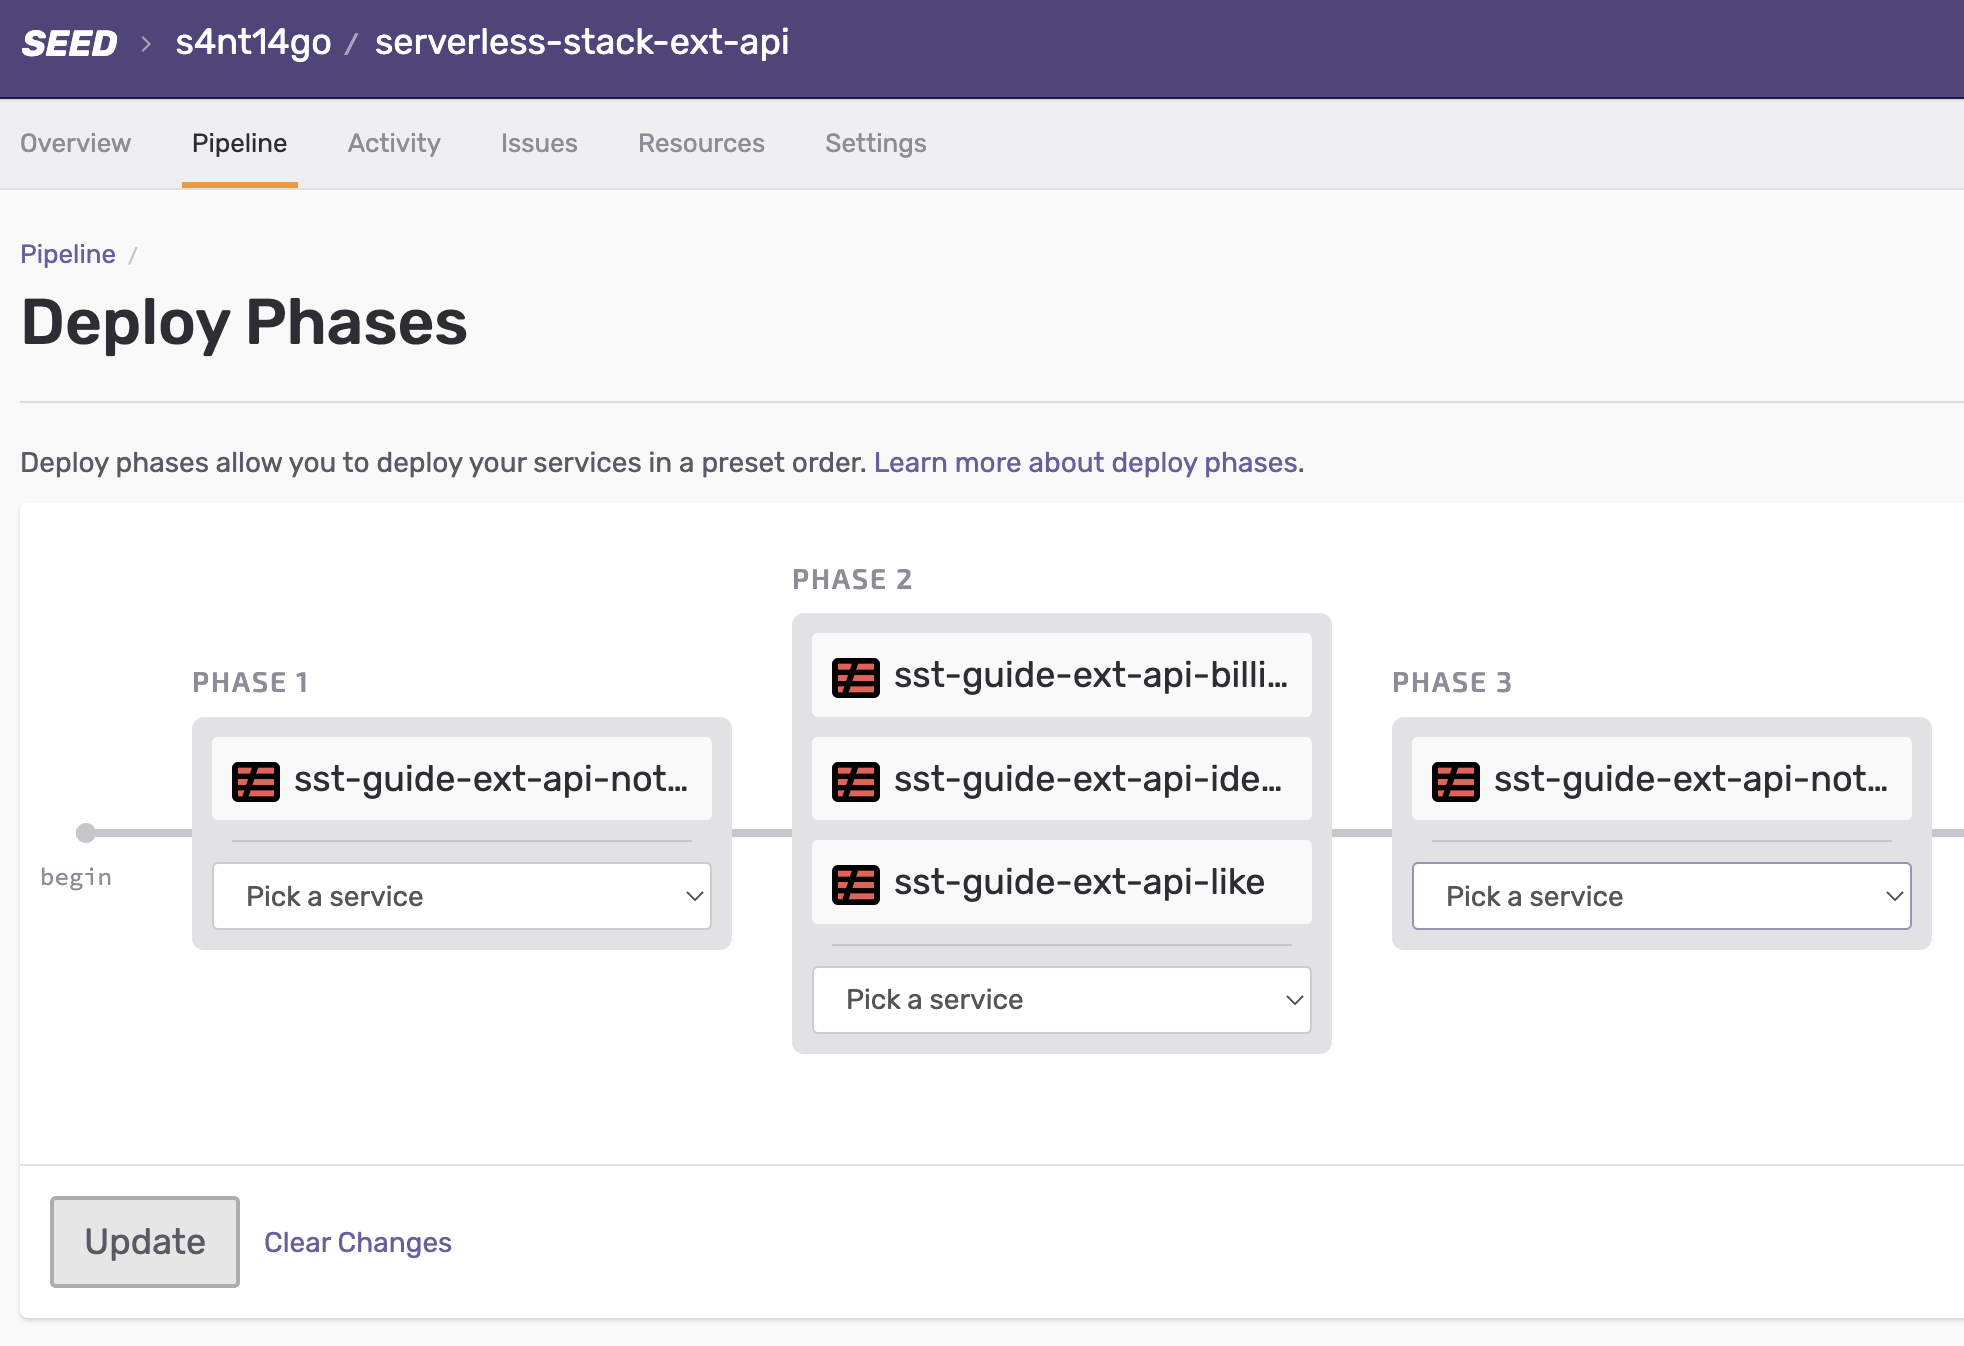 SEED > s4nt14go / serverless-stack-ext-api
Overview Pipeline Activity Issues Resources Settings
Pipeline /
Deploy Phases
Deploy phases allow you to deploy your services in a preset order. Learn more about deploy phases.
begin
PHASE 1
sst-guide-ext-api-not...
Pick a service
PHASE 2
sst-guide-ext-api-billi...
sst-guide-ext-api-ide...
sst-guide-ext-api-like
Pick a service
PHASE 3
sst-guide-ext-api-not...
Pick a service
Update Clear Changes